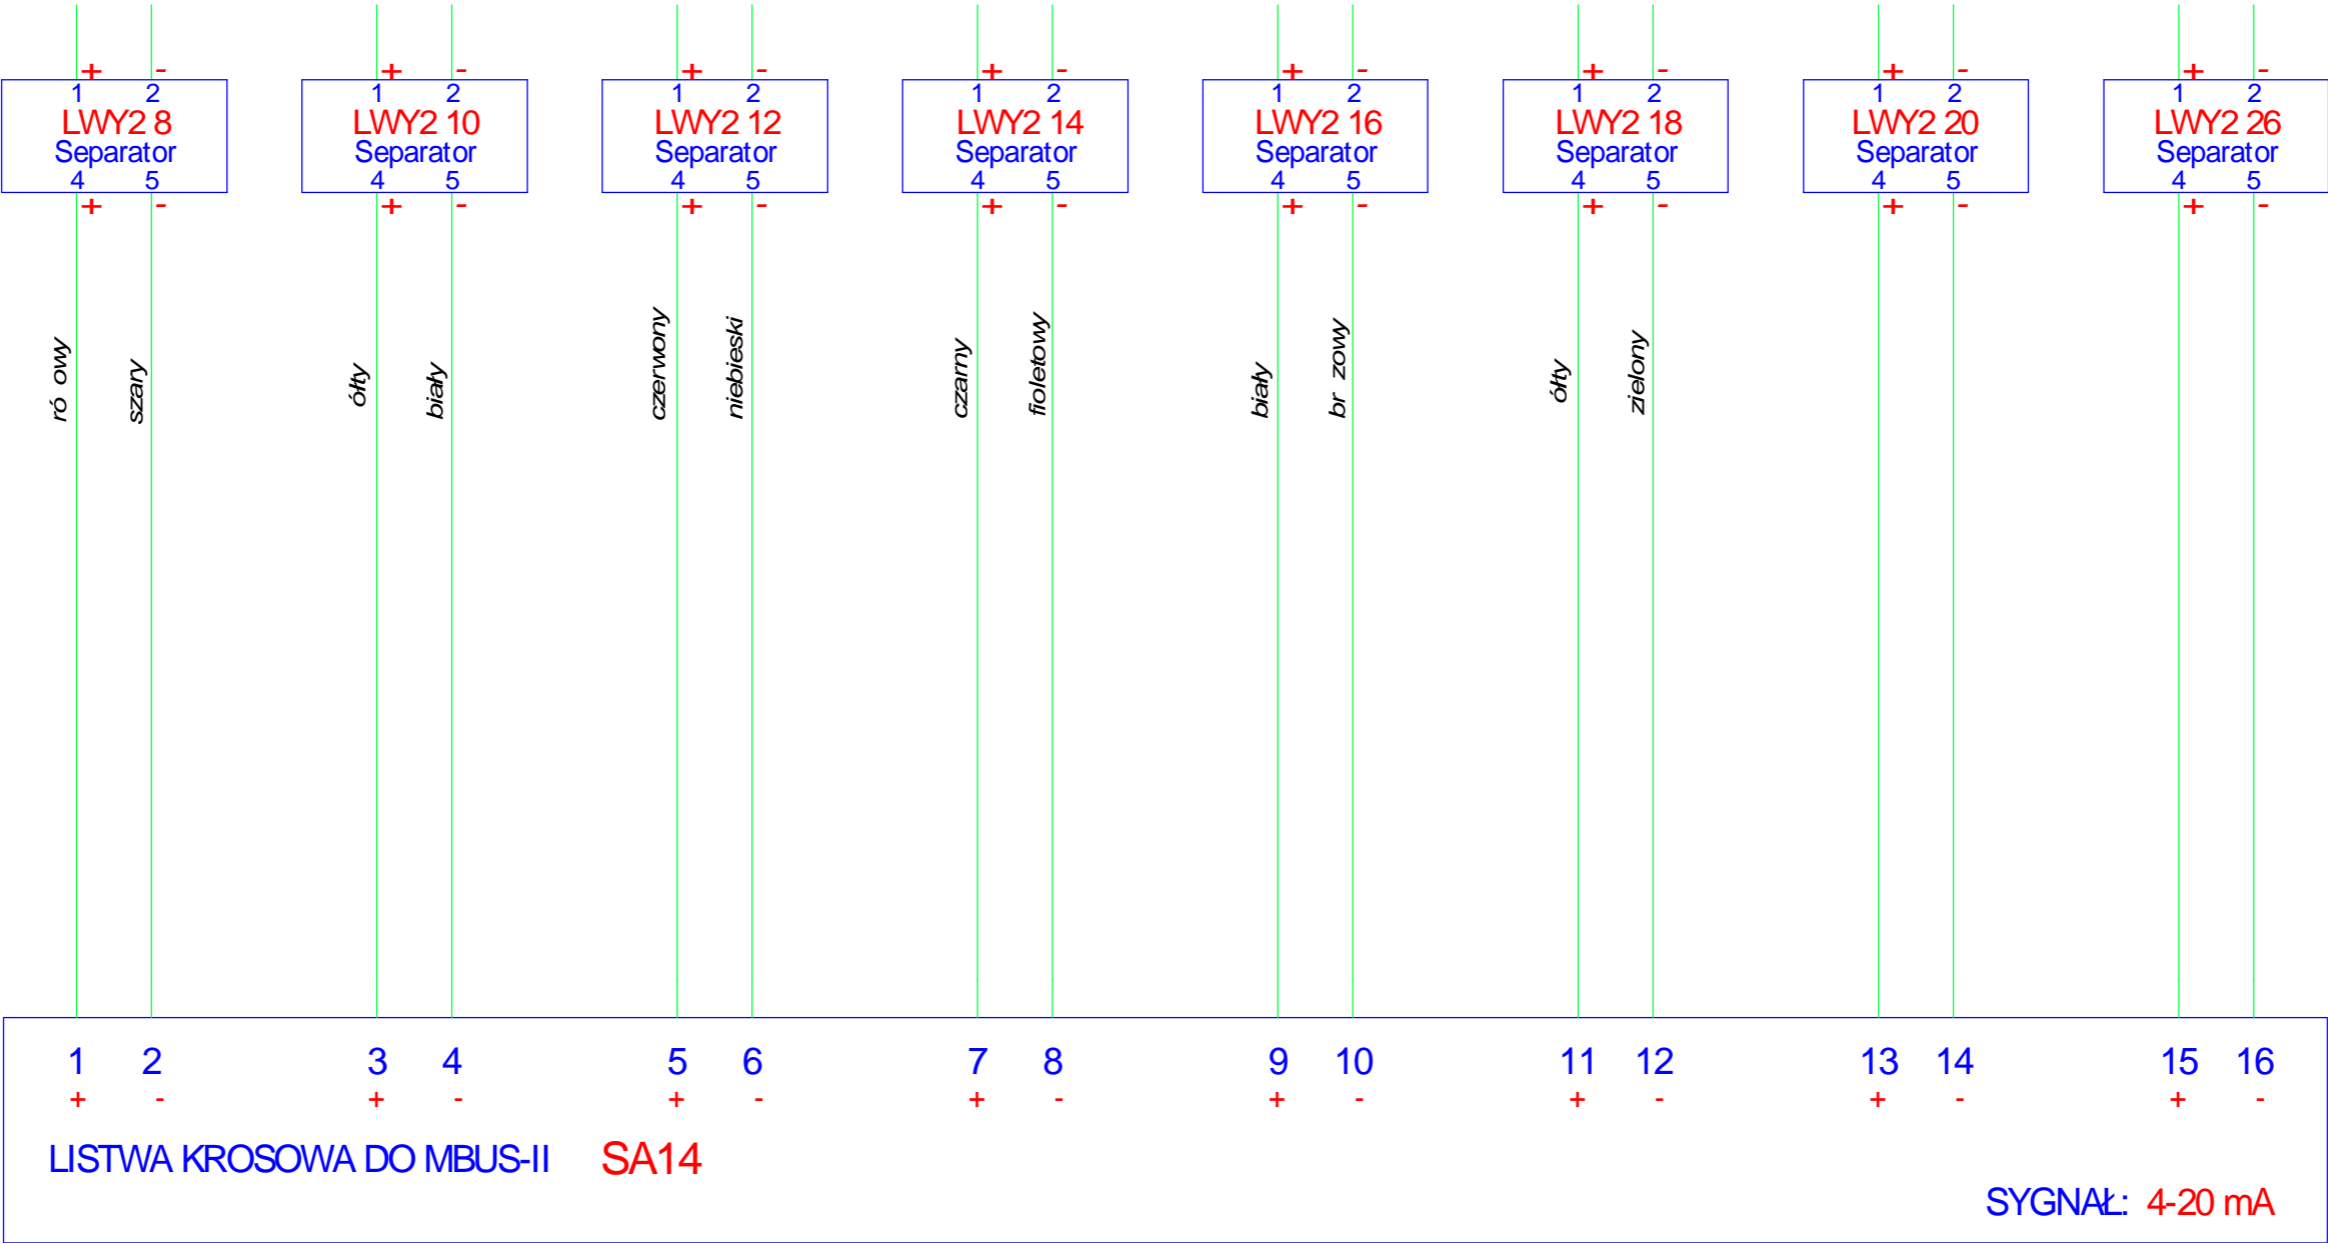 + - + - + - + - + - + - + - + -
1 2 1 2 1 2 1 2 1 2 1 2 1 2 1 2
LWY2 8 LWY2 10 LWY2 12 LWY2 14 LWY2 16 LWY2 18 LWY2 20 LWY2 26
Separator Separator Separator Separator Separator Separator Separator Separator
4 5 4 5 4 5 4 5 4 5 4 5 4 5 4 5
+ - + - + - + - + - + - + - + -
ró owy
szary
ółty
biały
czerwony
niebieski
czarny
fioletowy
biały
br zowy
ółty
zielony
1 2 3 4 5 6 7 8 9 10 11 12 13 14 15 16
+ - + - + - + - + - + - + - + -
LISTWA KROSOWA DO MBUS-II SA14
SYGNAŁ: 4-20 mA